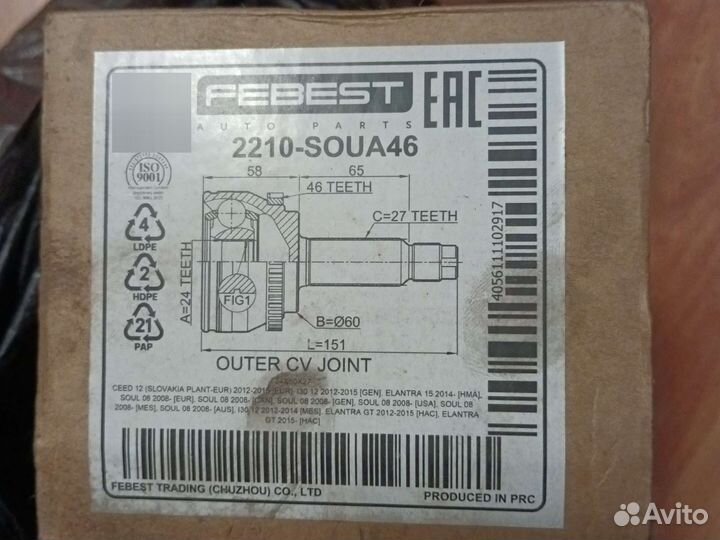 FEBEST
AUTO PARTS
EAC
2210-SOUA46
58
65
46 TEETH
C=27 TEETH
A=24 TEETH
FIG1
B=Ø60
L=151
OUTER CV JOINT
24X60X27
CEED 12 (SLOVAKIA PLANT-EUR) 2012-2015 [EUR], I30 12 2012-2015 [GEN], ELANTRA 15 2014- [HMA],
SOUL 08 2008- [EUR], SOUL 08 2008- [CAN], SOUL 08 2008- [GEN], SOUL 08 2008- [USA], SOUL 08
2008- [MES], SOUL 08 2008- [AUS], I30 12 2012-2014 [MES], ELANTRA GT 2012-2015 [HAC], ELANTRA
GT 2015- [HAC]
FEBEST TRADING (CHUZHOU) CO., LTD
PRODUCED IN PRC
ISO
9001
4
LDPE
2
HDPE
21
PAP
4056111102917
Avito